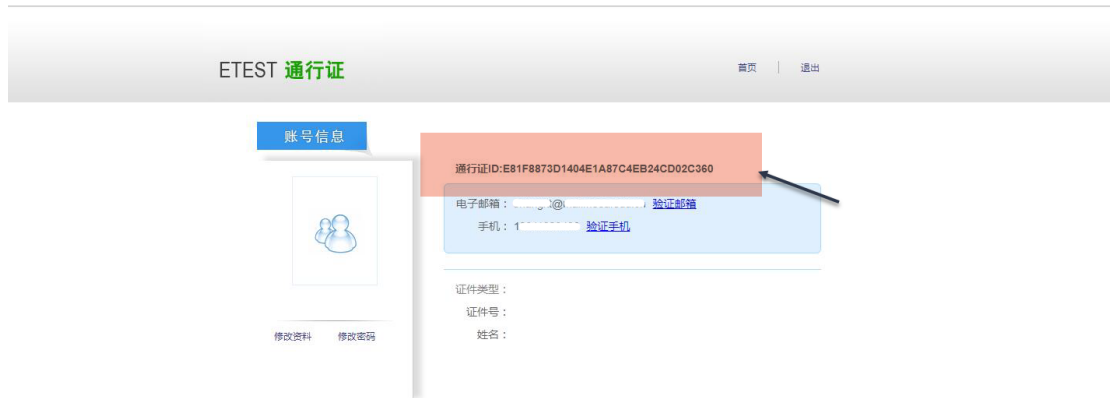 ETEST 通行证
首页 退出
账号信息
通行证ID:E81F8873D1404E1A87C4EB24CD02C360
电子邮箱： @ 验证邮箱
手机：1 验证手机
证件类型：
证件号：
姓名：
修改资料 修改密码